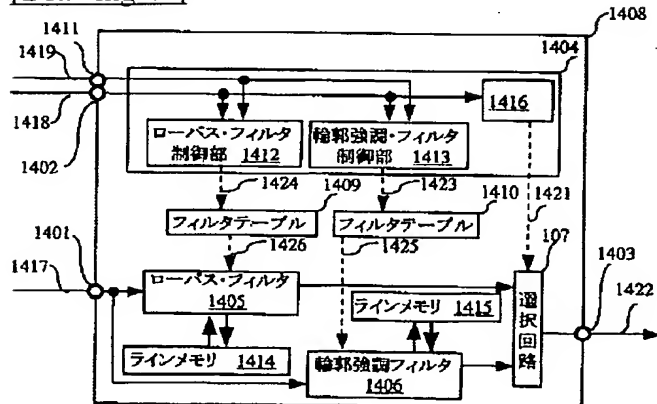 1411
1408
1419
1404
1418
1416
1402
ローパス・フィルタ
制御部 1412
輪郭強調・フィルタ
制御部 1413
1424
1409
1423
1410
1421
フィルタテーブル
フィルタテーブル
1426
1425
107
1401
1403
1417
ローパス・フィルタ
1405
ラインメモリ 1415
選択回路
1422
ラインメモリ 1414
輪郭強調フィルタ
1406